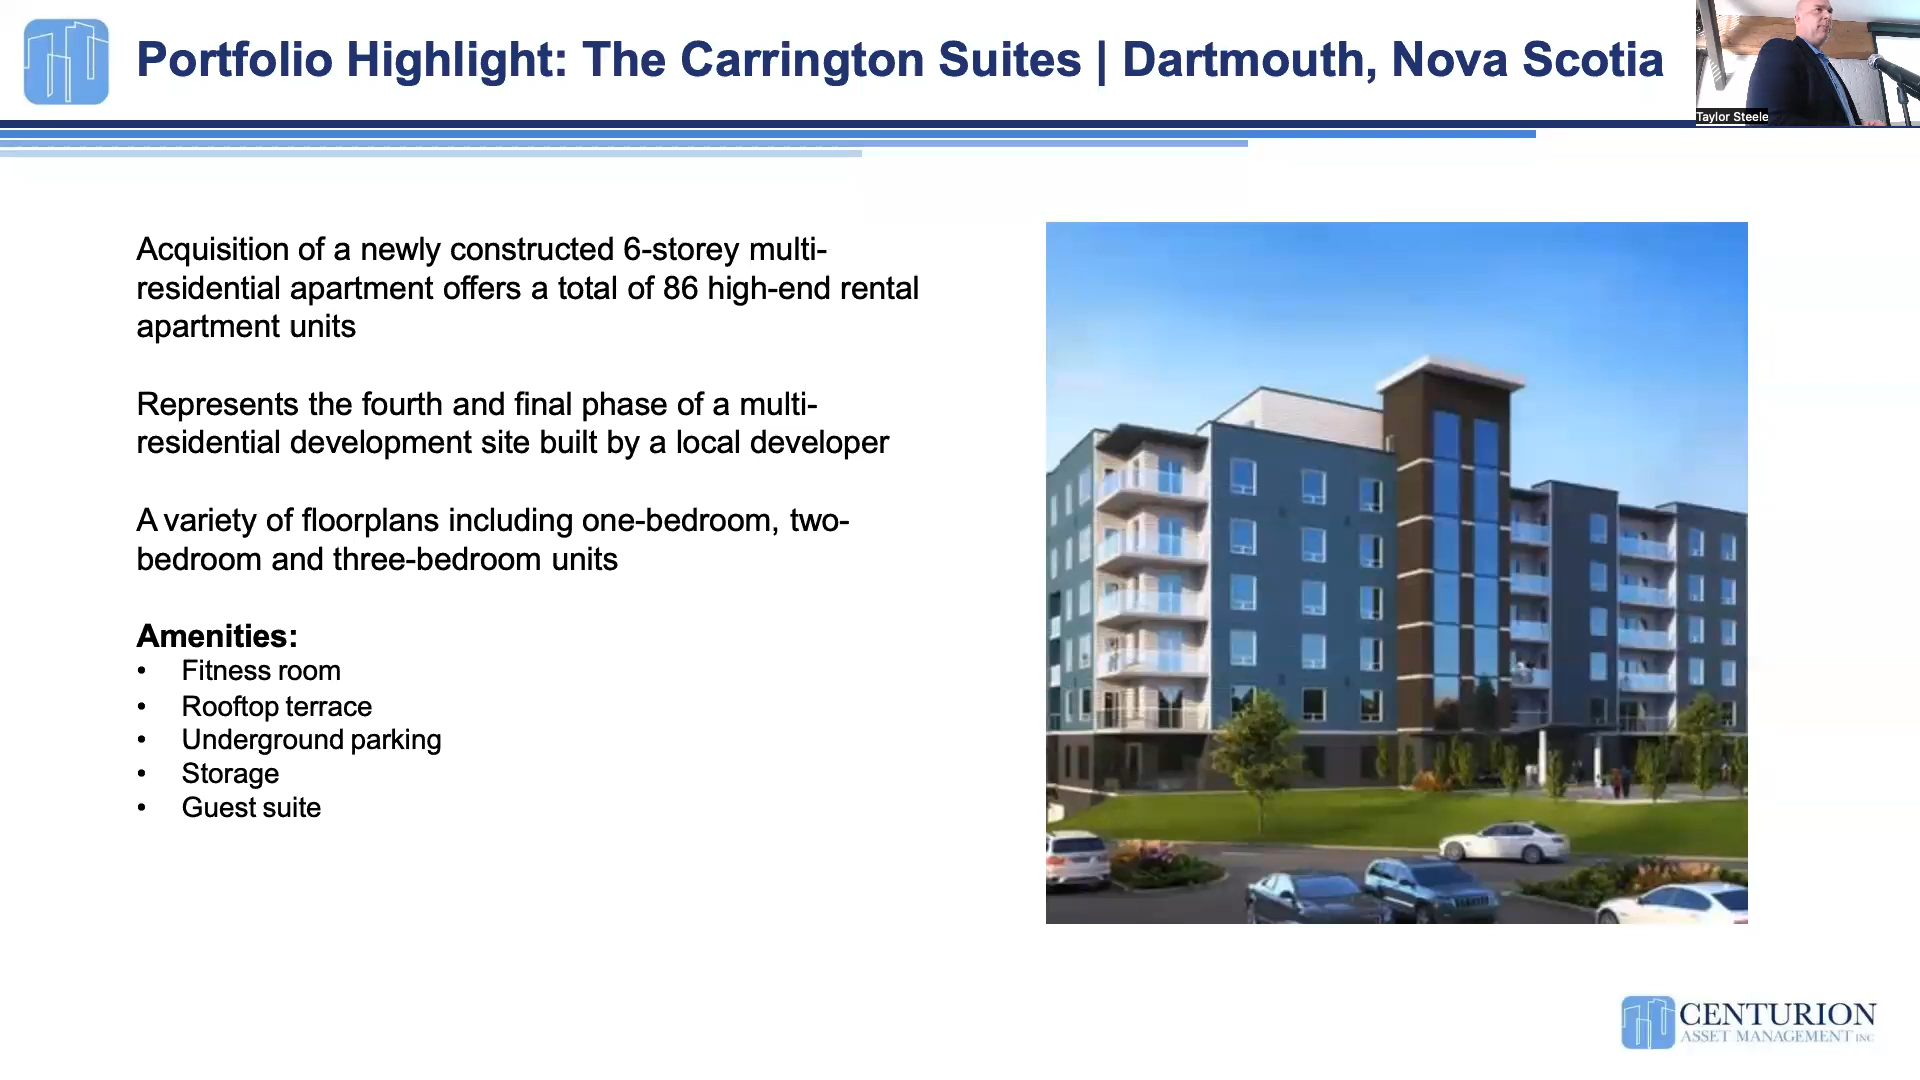 Portfolio Highlight: The Carrington Suites | Dartmouth, Nova Scotia
Taylor Steele
Acquisition of a newly constructed 6-storey multi-
residential apartment offers a total of 86 high-end rental
apartment units
Represents the fourth and final phase of a multi-
residential development site built by a local developer
A variety of floorplans including one-bedroom, two-
bedroom and three-bedroom units
Amenities:
• Fitness room
• Rooftop terrace
• Underground parking
• Storage
• Guest suite
CENTURION
ASSET MANAGEMENT INC